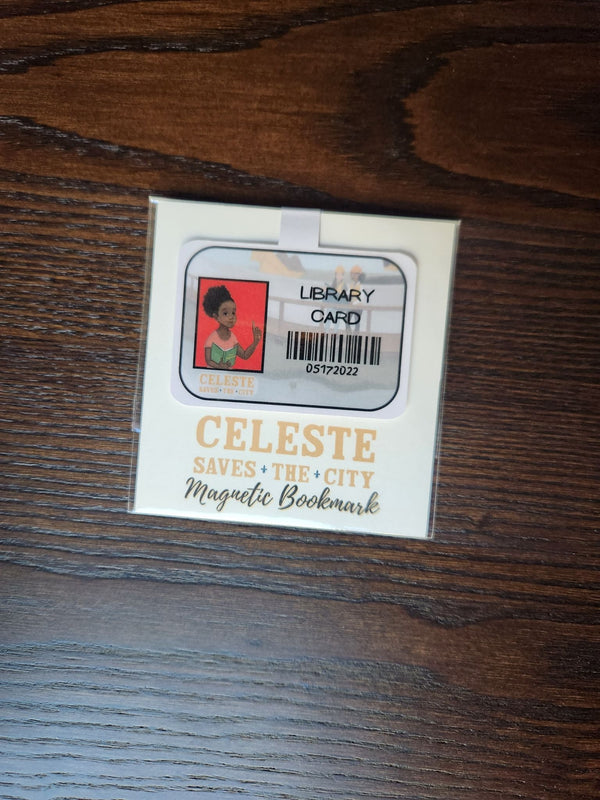 LIBRARY
CARD
05172022
CELESTE
SAVES • THE • CITY
CELESTE
SAVES THE CITY
Magnetic Bookmark